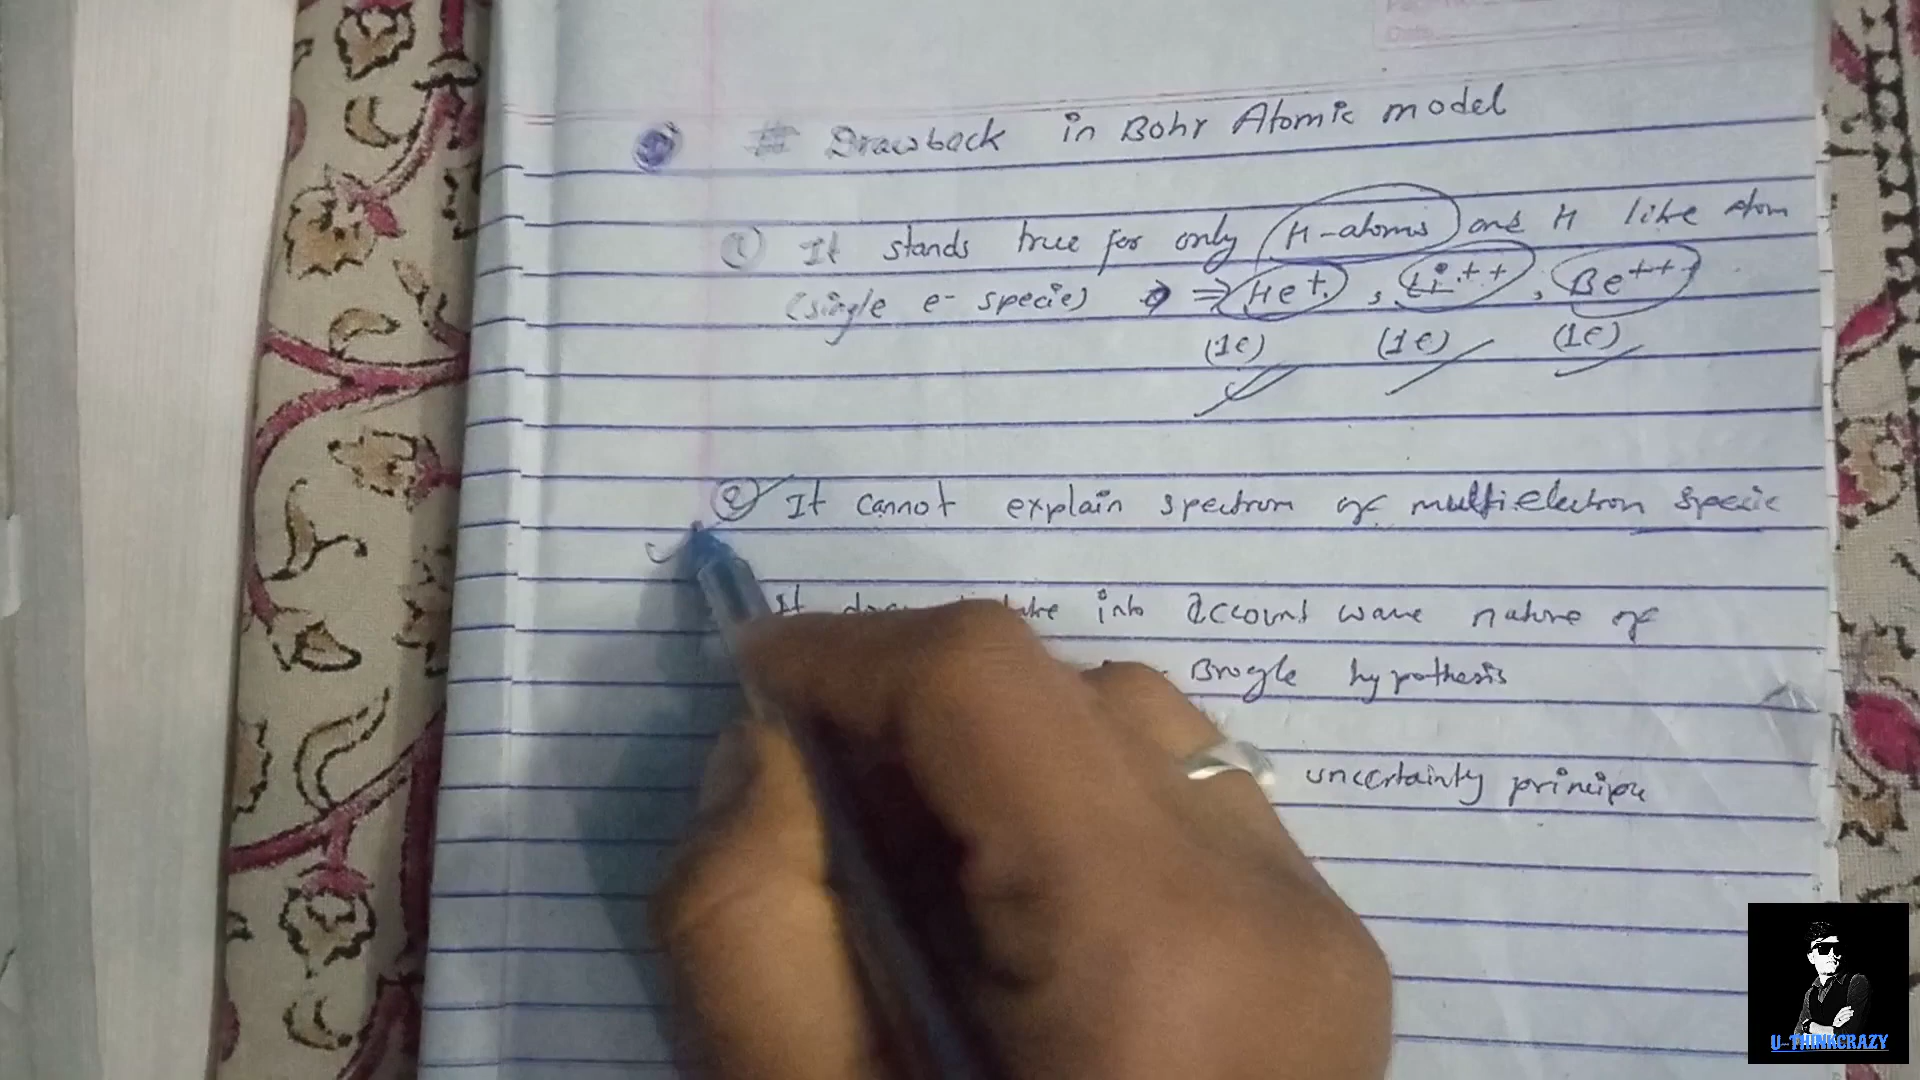 # Drawback in Bohr Atomic model
(1) It stands true for only H-atoms and H like Atom
(single e- specie) => He+, Li++, Be+++
(1e) (1e) (1e)
(2) It cannot explain spectrum of multielectron specie
It into account wave nature of
Brogle hypothesis
uncertainty principle
U-THINKCRAZY